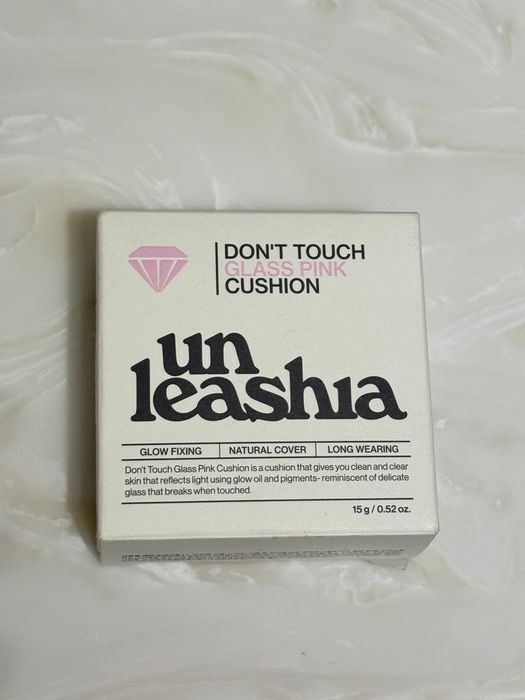 DON'T TOUCH
GLASS PINK
CUSHION
un
leashia
GLOW FIXING
NATURAL COVER
LONG WEARING
Don't Touch Glass Pink Cushion is a cushion that gives you clean and clear
skin that reflects light using glow oil and pigments- reminiscent of delicate
glass that breaks when touched.
15 g / 0.52 oz.